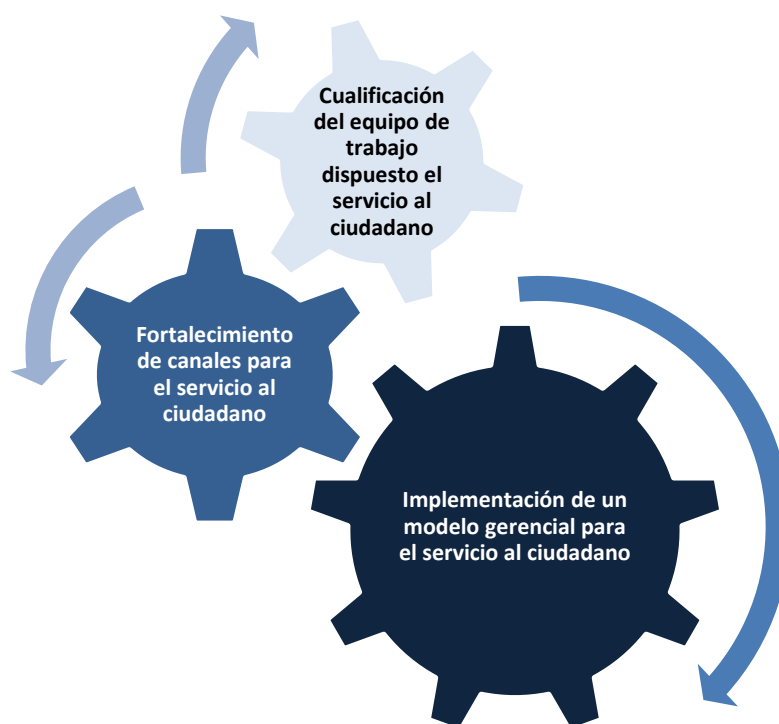 Cualificación
del equipo de
trabajo
dispuesto el
servicio al
ciudadano
Fortalecimiento
de canales para
el servicio al
ciudadano
Implementación de un
modelo gerencial para
el servicio al ciudadano